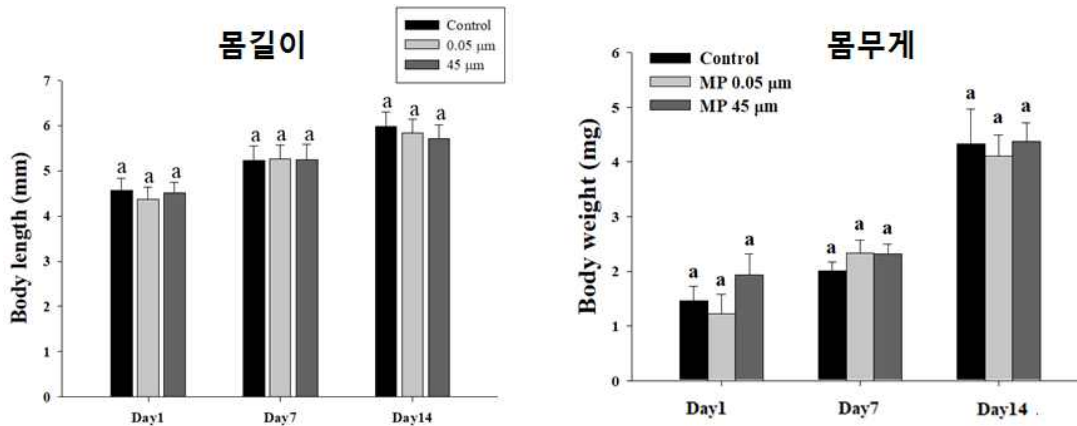 몸길이
Control
0.05 μm
45 μm
Body length (mm)
7
6
5
4
3
2
1
0
a a a
a a a
a a a
Day1 Day7 Day14
몸무게
Control
MP 0.05 μm
MP 45 μm
Body weight (mg)
6
5
4
3
2
1
0
a a a
a a a
a a a
Day1 Day7 Day14 .